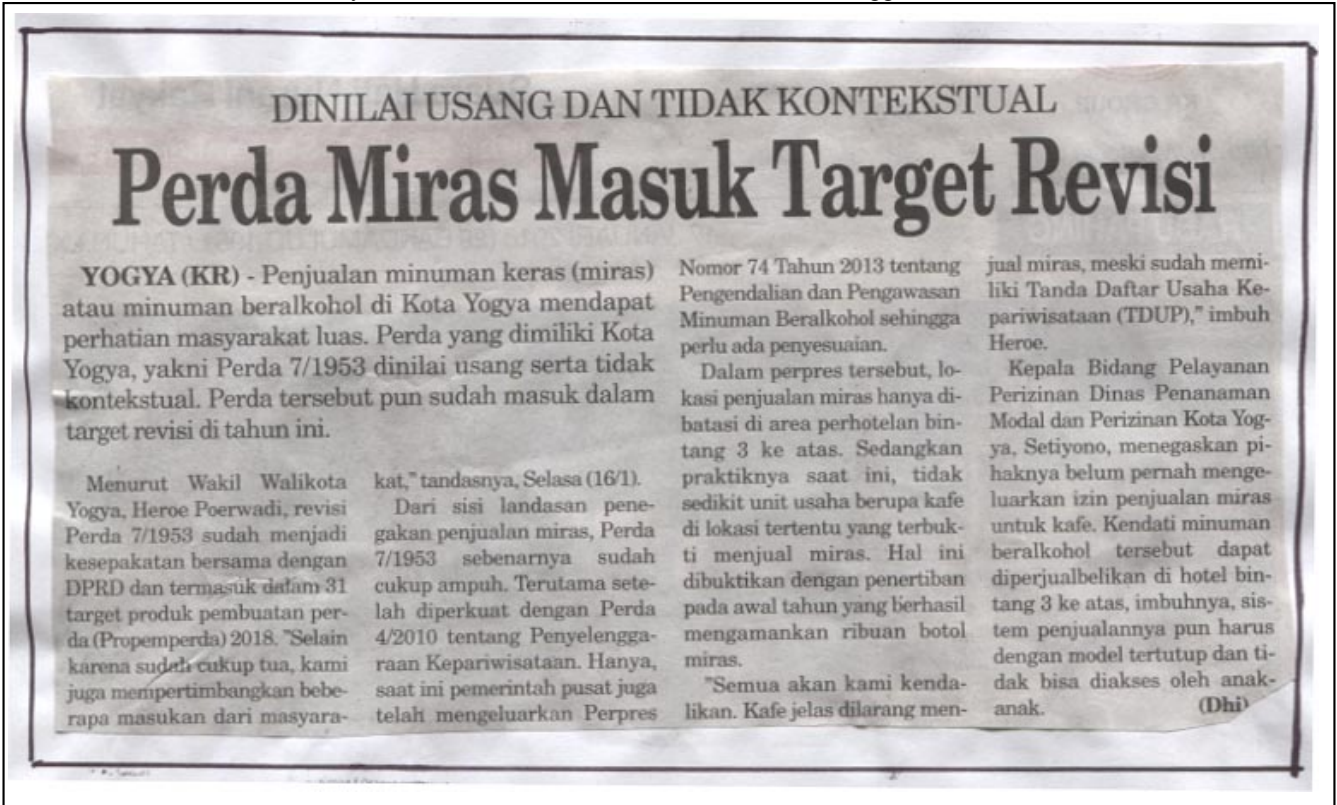 DINILAI USANG DAN TIDAK KONTEKSTUAL
Perda Miras Masuk Target Revisi
YOGYA (KR) - Penjualan minuman keras (miras)
atau minuman beralkohol di Kota Yogya mendapat
perhatian masyarakat luas. Perda yang dimiliki Kota
Yogya, yakni Perda 7/1953 dinilai usang serta tidak
kontekstual. Perda tersebut pun sudah masuk dalam
target revisi di tahun ini.
Menurut Wakil Walikota
Yogya, Heroe Poerwadi, revisi
Perda 7/1953 sudah menjadi
kesepakatan bersama dengan
DPRD dan termasuk dalam 31
target produk pembuatan per-
da (Propemperda) 2018. "Selain
karena sudah cukup tua, kami
juga mempertimbangkan bebe-
rapa masukan dari masyara-
kat," tandasnya, Selasa (16/1).
Dari sisi landasan pene-
gakan penjualan miras, Perda
7/1953 sebenarnya sudah
cukup ampuh. Terutama sete-
lah diperkuat dengan Perda
4/2010 tentang Penyelengga-
raan Kepariwisataan. Hanya,
saat ini pemerintah pusat juga
telah mengeluarkan Perpres
Nomor 74 Tahun 2013 tentang
Pengendalian dan Pengawasan
Minuman Beralkohol sehingga
perlu ada penyesuaian.
Dalam perpres tersebut, lo-
kasi penjualan miras hanya di-
batasi di area perhotelan bin-
tang 3 ke atas. Sedangkan
praktiknya saat ini, tidak
sedikit unit usaha berupa kafe
di lokasi tertentu yang terbuk-
ti menjual miras. Hal ini
dibuktikan dengan penertiban
pada awal tahun yang berhasil
mengamankan ribuan botol
miras.
"Semua akan kami kenda-
likan. Kafe jelas dilarang men-
jual miras, meski sudah memi-
liki Tanda Daftar Usaha Ke-
pariwisataan (TDUP)," imbuh
Heroe.
Kepala Bidang Pelayanan
Perizinan Dinas Penanaman
Modal dan Perizinan Kota Yog-
ya, Setiyono, menegaskan pi-
haknya belum pernah menge-
luarkan izin penjualan miras
untuk kafe. Kendati minuman
beralkohol tersebut dapat
diperjualbelikan di hotel bin-
tang 3 ke atas, imbuhnya, sis-
tem penjualannya pun harus
dengan model tertutup dan ti-
dak bisa diakses oleh anak-
anak. (Dhi)